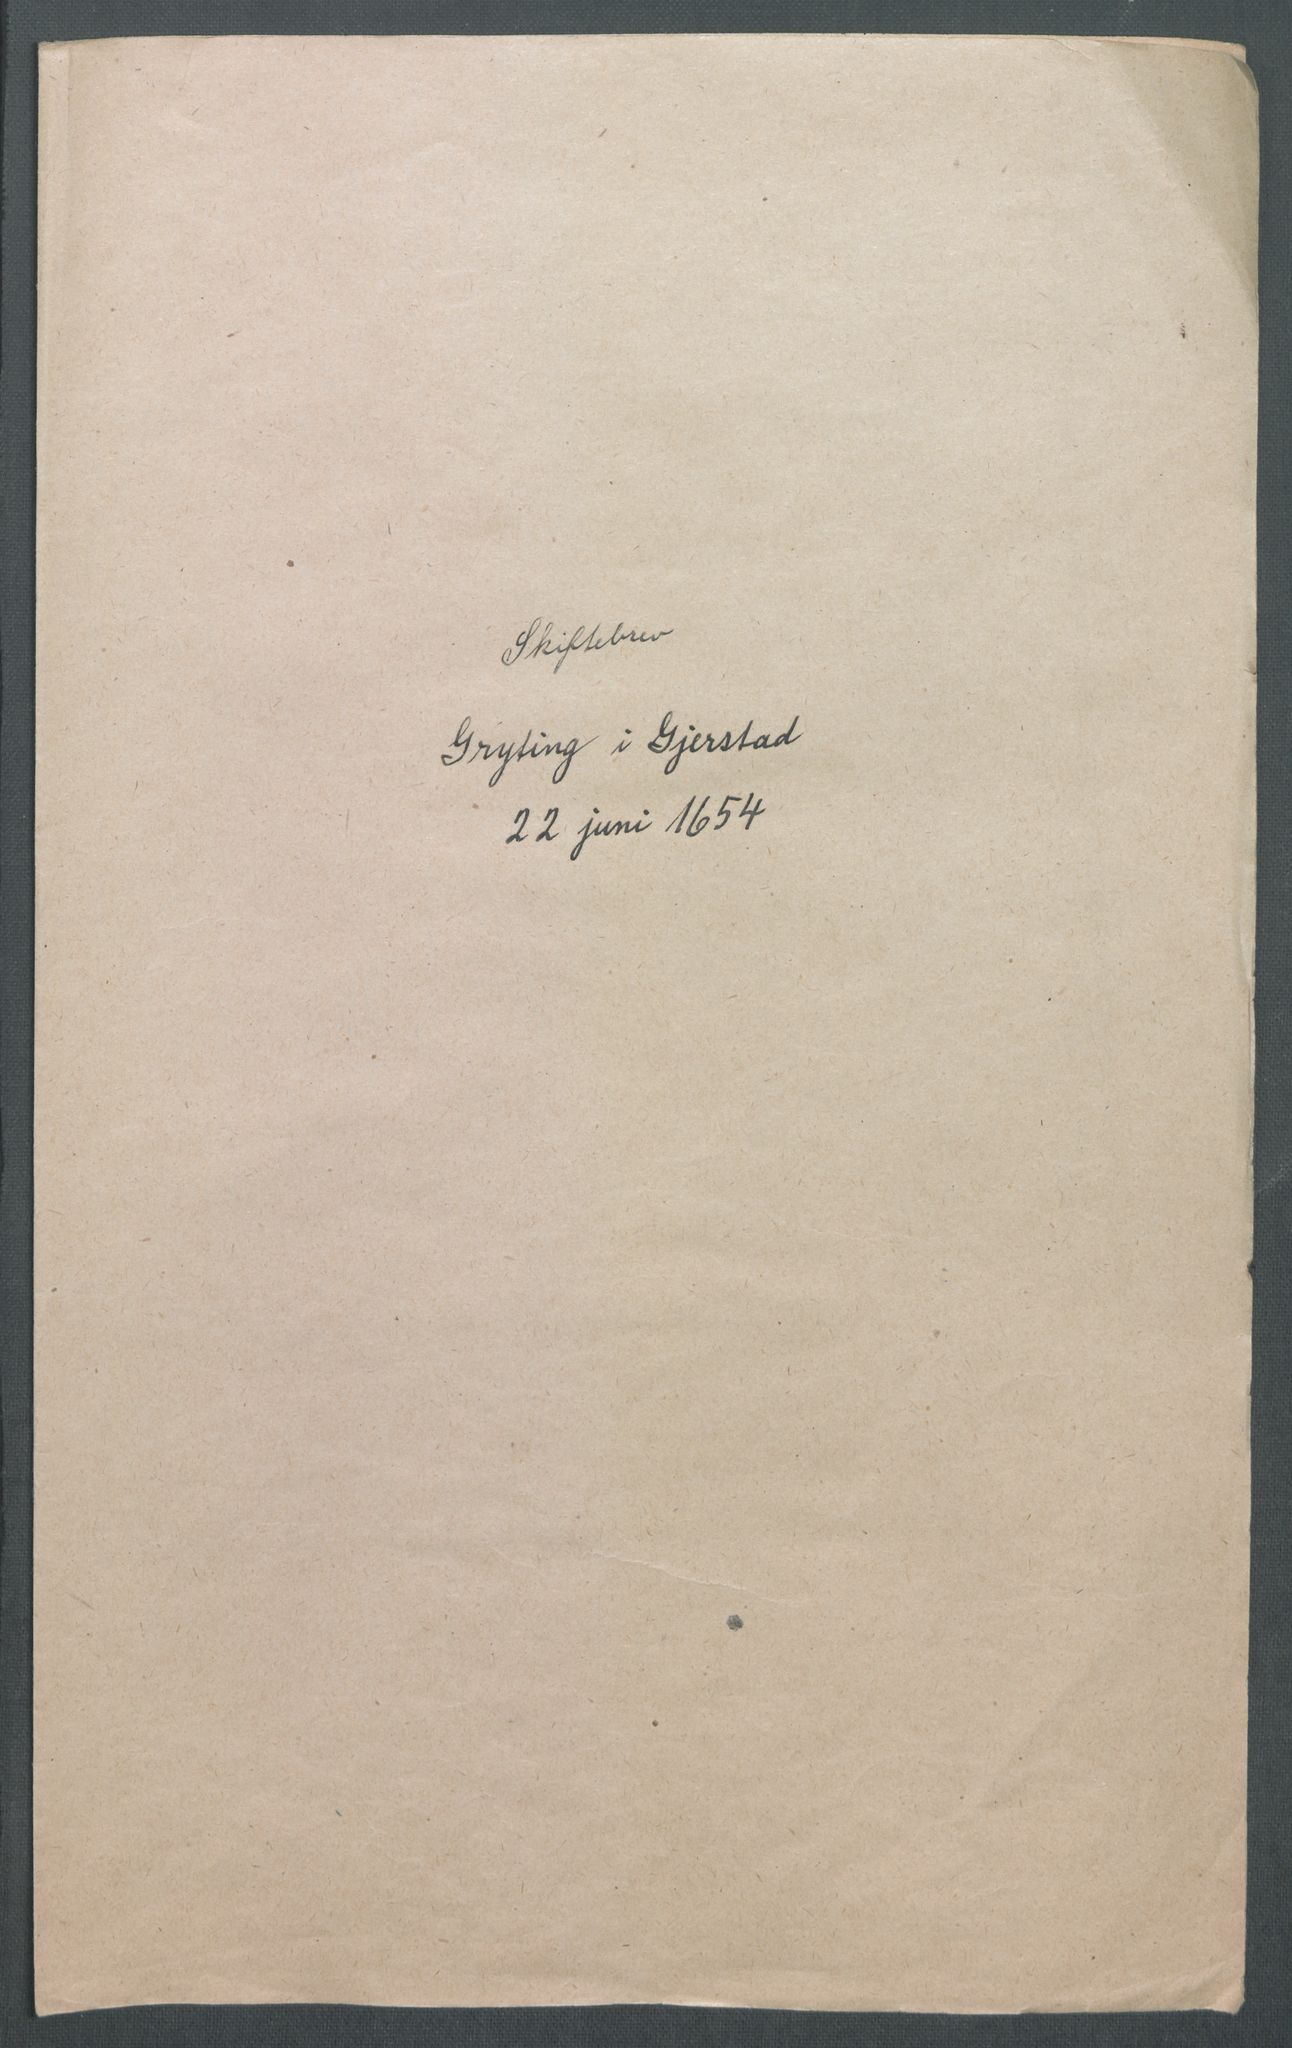 Skiftebrev
Gryting i Gjerstad
22 juni 1654